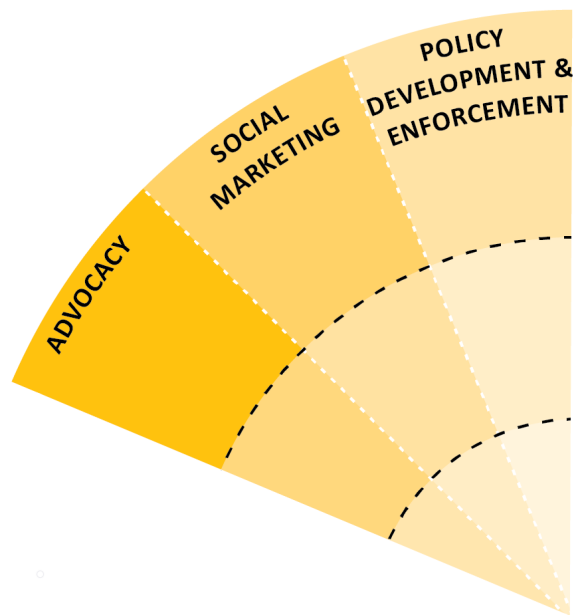 ADVOCACY
SOCIAL
MARKETING
POLICY
DEVELOPMENT &
ENFORCEMENT